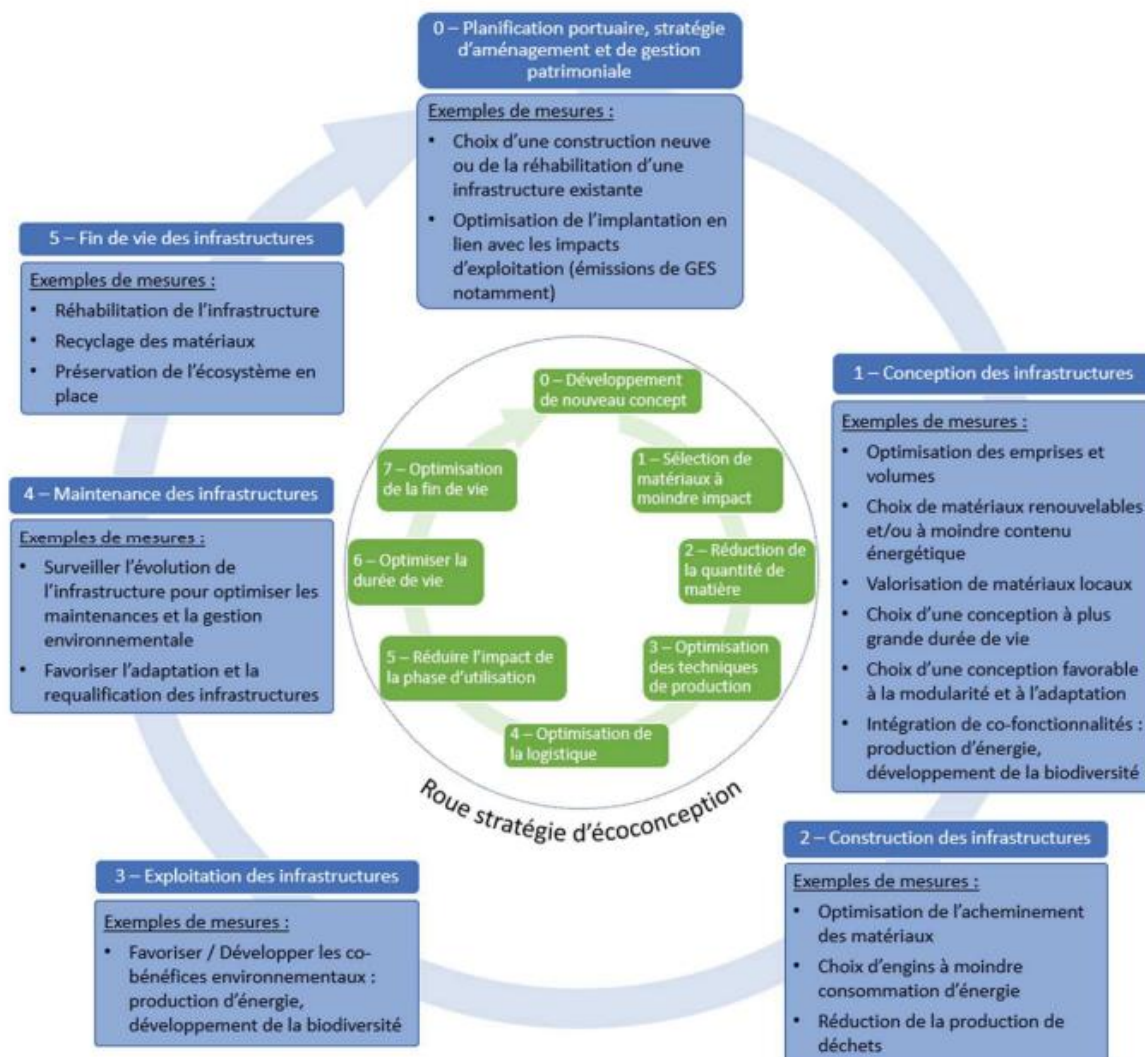 0 – Planification portuaire, stratégie
d'aménagement et de gestion
patrimoniale
Exemples de mesures :
• Choix d'une construction neuve
ou de la réhabilitation d'une
infrastructure existante
• Optimisation de l'implantation en
lien avec les impacts
d'exploitation (émissions de GES
notamment)
1 – Conception des infrastructures
Exemples de mesures :
• Optimisation des emprises et
volumes
• Choix de matériaux renouvelables
et/ou à moindre contenu
énergétique
• Valorisation de matériaux locaux
• Choix d'une conception à plus
grande durée de vie
• Choix d'une conception favorable
à la modularité et à l'adaptation
• Intégration de co-fonctionnalités :
production d'énergie,
développement de la biodiversité
2 – Construction des infrastructures
Exemples de mesures :
• Optimisation de l'acheminement
des matériaux
• Choix d'engins à moindre
consommation d'énergie
• Réduction de la production de
déchets
3 – Exploitation des infrastructures
Exemples de mesures :
• Favoriser / Développer les co-
bénéfices environnementaux :
production d'énergie,
développement de la biodiversité
4 – Maintenance des infrastructures
Exemples de mesures :
• Surveiller l'évolution de
l'infrastructure pour optimiser les
maintenances et la gestion
environnementale
• Favoriser l'adaptation et la
requalification des infrastructures
5 – Fin de vie des infrastructures
Exemples de mesures :
• Réhabilitation de l'infrastructure
• Recyclage des matériaux
• Préservation de l'écosystème en
place
0 – Développement
de nouveau concept
1 – Sélection de
matériaux à
moindre impact
2 – Réduction de
la quantité de
matière
3 – Optimisation
des techniques
de production
4 – Optimisation de
la logistique
5 – Réduire l'impact de
la phase d'utilisation
6 – Optimiser la
durée de vie
7 – Optimisation
de la fin de vie
Roue stratégie d'écoconception